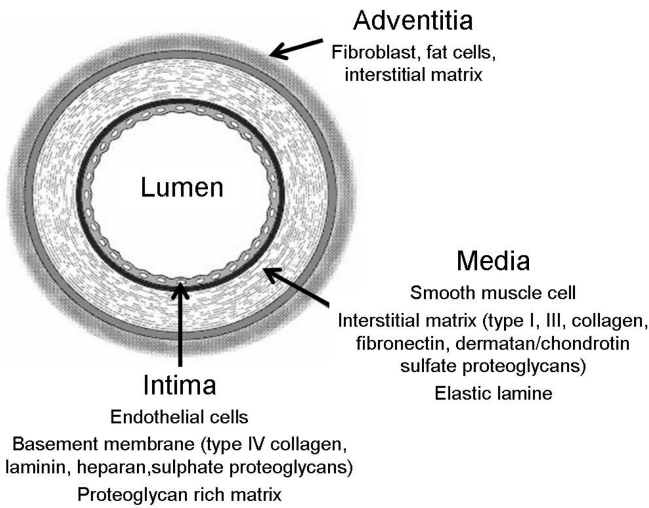 Adventitia
Fibroblast, fat cells,
interstitial matrix
Lumen
Media
Smooth muscle cell
Interstitial matrix (type I, III, collagen,
fibronectin, dermatan/chondrotin
sulfate proteoglycans)
Elastic lamine
Intima
Endothelial cells
Basement membrane (type IV collagen,
laminin, heparan,sulphate proteoglycans)
Proteoglycan rich matrix